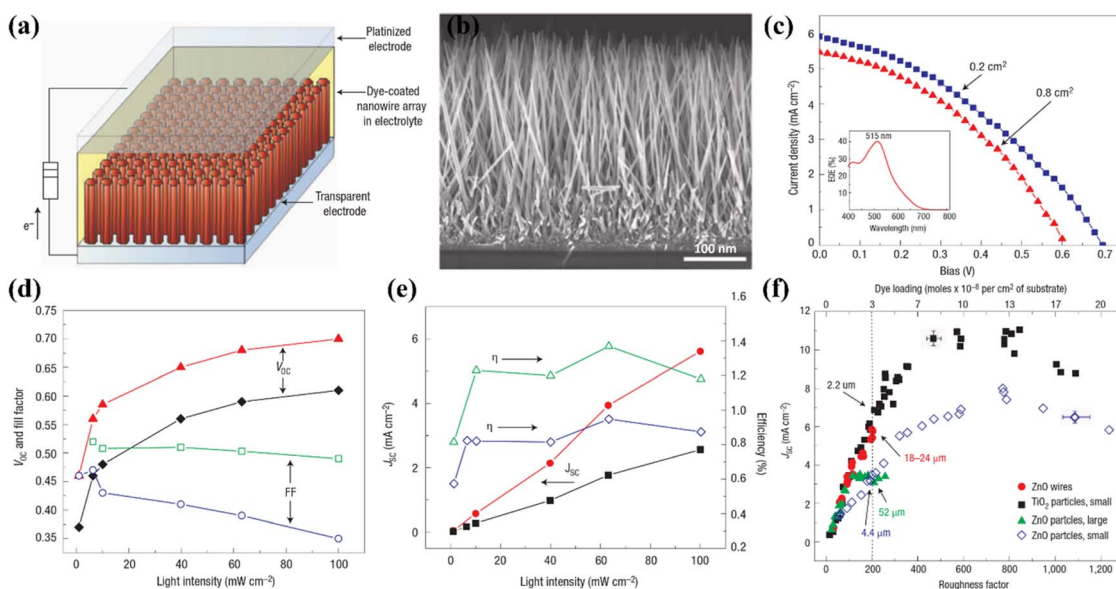 (a)
Platinized
electrode
Dye-coated
nanowire array
in electrolyte
Transparent
electrode
e⁻
(b)
100 nm
(c)
Current density (mA cm⁻²)
6
5
4
3
2
1
0
0.0 0.1 0.2 0.3 0.4 0.5 0.6 0.7
Bias (V)
0.2 cm²
0.8 cm²
515 nm
EQE (%)
40
30
20
10
400 500 600 700 800
Wavelength (nm)
(d)
V_OC and fill factor
0.75
0.70
0.65
0.60
0.55
0.50
0.45
0.40
0.35
V_OC
FF
0 20 40 60 80 100
Light intensity (mW cm⁻²)
(e)
J_SC (mA cm⁻²)
6
4
2
0
η
η
J_SC
1.6
1.4
1.2
1.0
0.8
0.6
0.4
0.2
Efficiency (%)
0 20 40 60 80 100
Light intensity (mW cm⁻²)
(f)
Dye loading (moles x 10⁻⁸ per cm² of substrate)
0 3 7 10 13 17 20
J_SC (mA cm⁻²)
12
10
8
6
4
2
0
2.2 um
18–24 μm
52 μm
4.4 μm
ZnO wires
TiO₂ particles, small
ZnO partcles, large
ZnO partcles, small
0 200 400 600 800 1,000
Roughness factor